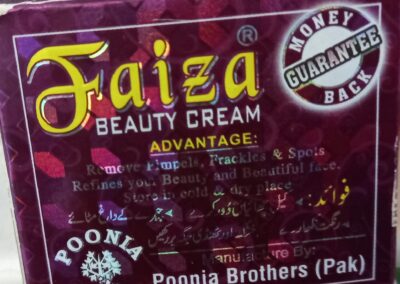 Faiza®
BEAUTY CREAM
MONEY
GUARANTEE
BACK
ADVANTAGE:
Remove Pimpels, Frackles & Spots
Refines your Beauty and Beautiful face.
Store in cold & dry place
فوائد:
POONIA
Manufacture By:
Poonia Brothers (Pak)